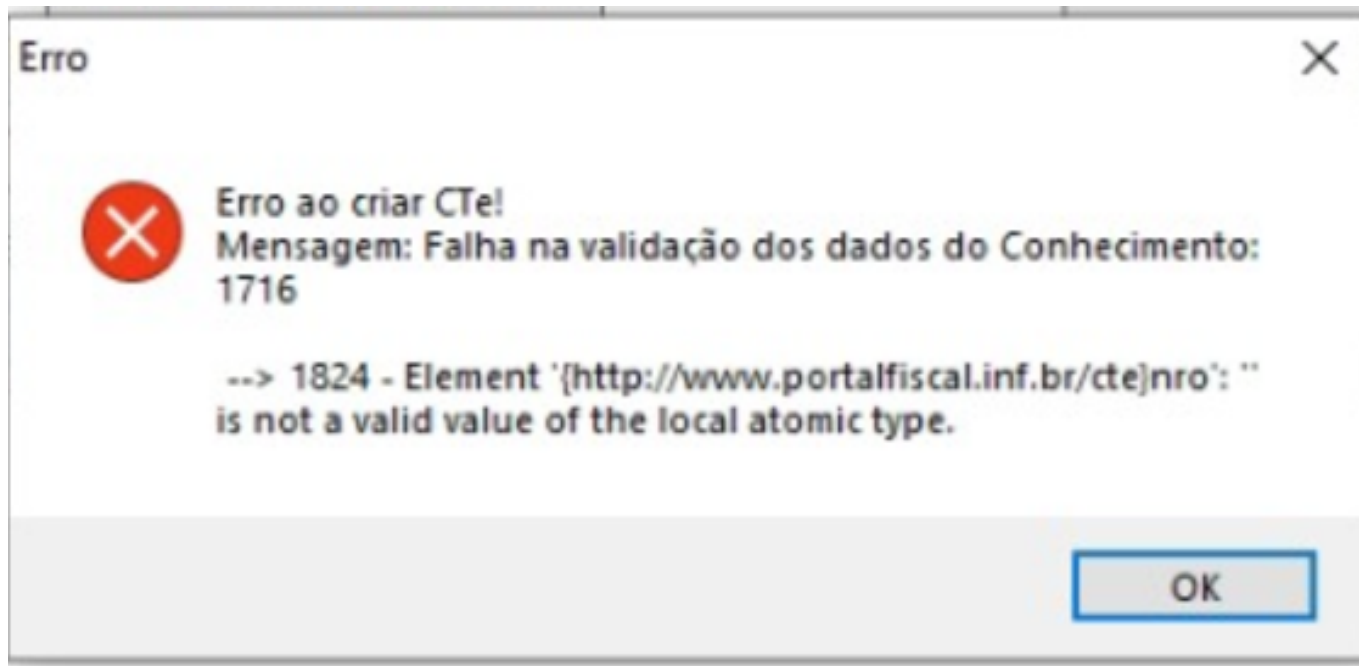 Erro
Erro ao criar CTe!
Mensagem: Falha na validação dos dados do Conhecimento:
1716
--> 1824 - Element '{http://www.portalfiscal.inf.br/cte}nro': ''
is not a valid value of the local atomic type.
OK